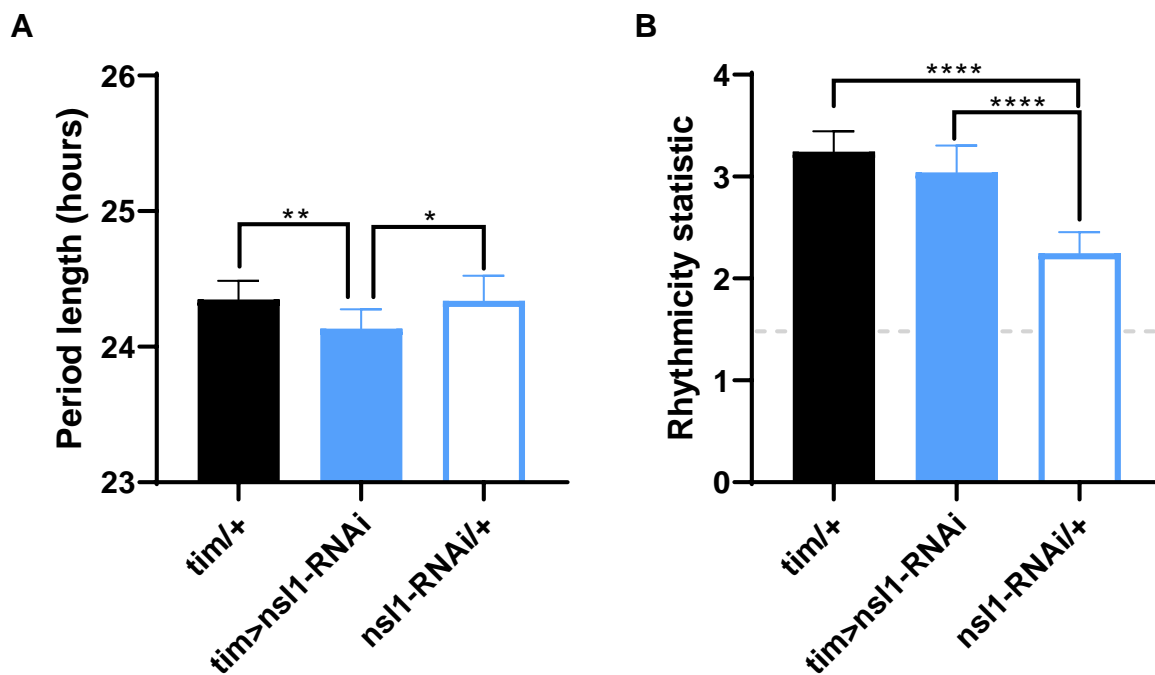 A
Period length (hours)
26
25
24
23
**
*
tim/+
tim>nsl1-RNAi
nsl1-RNAi/+
B
Rhythmicity statistic
4
3
2
1
0
****
****
tim/+
tim>nsl1-RNAi
nsl1-RNAi/+